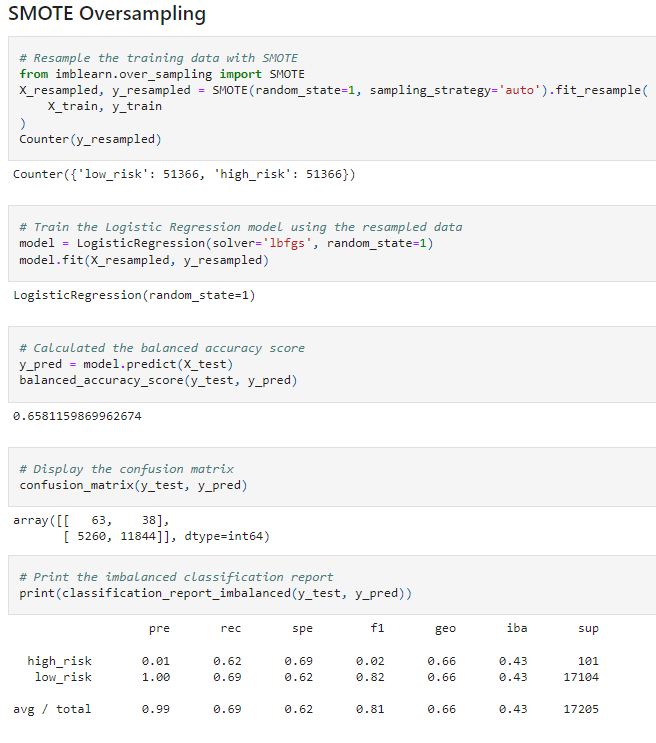 SMOTE Oversampling
# Resample the training data with SMOTE
from imblearn.over_sampling import SMOTE
X_resampled, y_resampled = SMOTE(random_state=1, sampling_strategy='auto').fit_resample(
    X_train, y_train
)
Counter(y_resampled)
Counter({'low_risk': 51366, 'high_risk': 51366})
# Train the Logistic Regression model using the resampled data
model = LogisticRegression(solver='lbfgs', random_state=1)
model.fit(X_resampled, y_resampled)
LogisticRegression(random_state=1)
# Calculated the balanced accuracy score
y_pred = model.predict(X_test)
balanced_accuracy_score(y_test, y_pred)
0.6581159869962674
# Display the confusion matrix
confusion_matrix(y_test, y_pred)
array([[   63,    38],
       [ 5260, 11844]], dtype=int64)
# Print the imbalanced classification report
print(classification_report_imbalanced(y_test, y_pred))
                   pre       rec       spe        f1       geo       iba       sup
  high_risk       0.01      0.62      0.69      0.02      0.66      0.43       101
   low_risk       1.00      0.69      0.62      0.82      0.66      0.43     17104
avg / total       0.99      0.69      0.62      0.81      0.66      0.43     17205